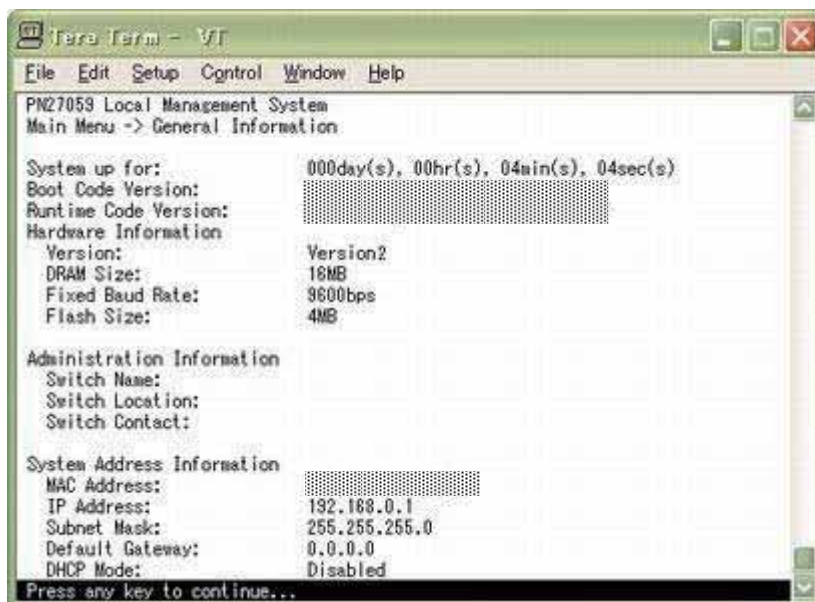 Tera Term - VT
File Edit Setup Control Window Help
PN27059 Local Management System
Main Menu -> General Information
System up for: 000day(s), 00hr(s), 04min(s), 04sec(s)
Boot Code Version:
Runtime Code Version:
Hardware Information
Version: Version2
DRAM Size: 16MB
Fixed Baud Rate: 9600bps
Flash Size: 4MB
Administration Information
Switch Name:
Switch Location:
Switch Contact:
System Address Information
MAC Address:
IP Address: 192.168.0.1
Subnet Mask: 255.255.255.0
Default Gateway: 0.0.0.0
DHCP Mode: Disabled
Press any key to continue...